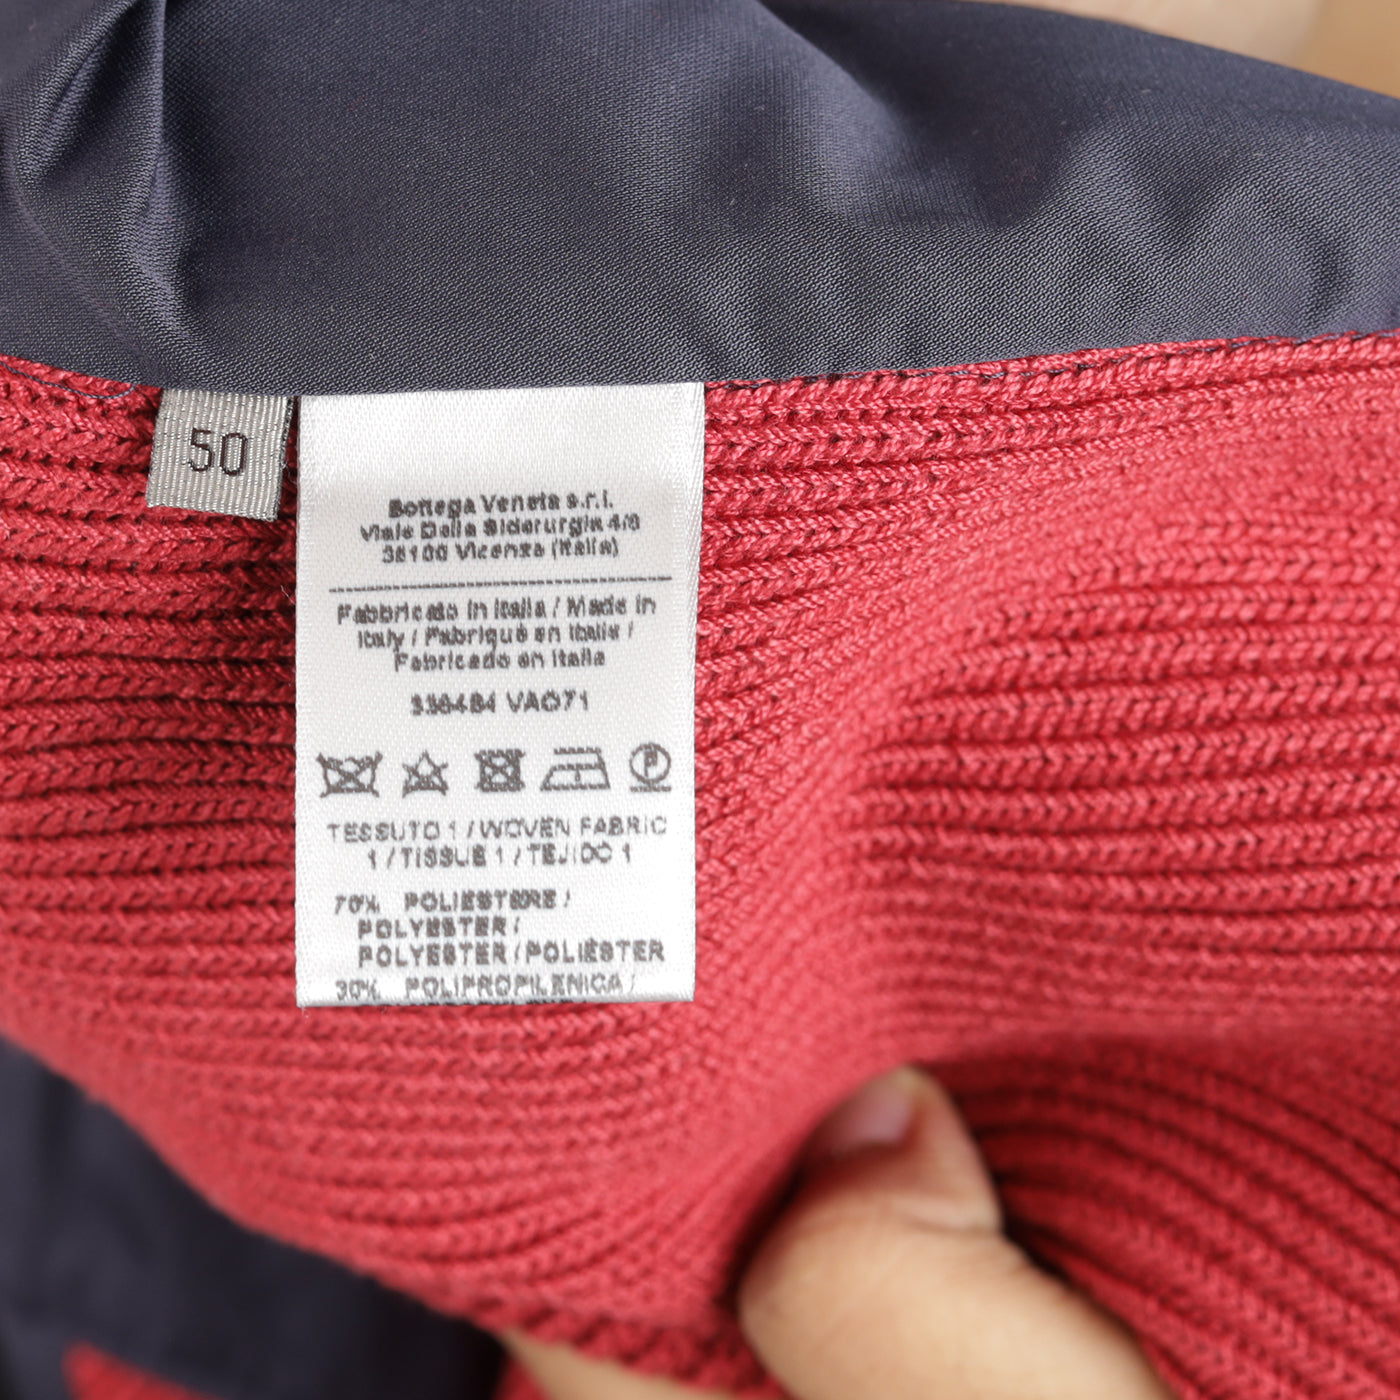 50
Bottega Veneta s.r.l.
Viale Della Siderurgia 4/6
36100 Vicenza (Italia)
Fabbricato in Italia / Made in
Italy / Fabriqué en Italie /
Fabricado en Italia
336484 VAO71
P
TESSUTO 1 / WOVEN FABRIC
1 / TISSUE 1 / TEJIDO 1
70% POLIESTERE /
POLYESTER /
POLYESTER / POLIÉSTER
30% POLIPROPILENICA /